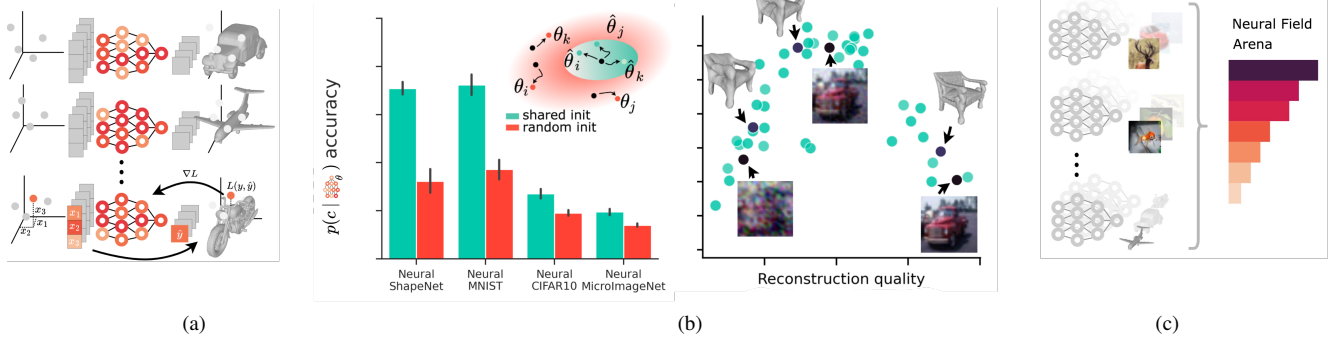 ∇L
L(y, ŷ)
x₃
x₁
x₂
x₁
x₂
x₃
ŷ
(a)
p(c | θ) accuracy
θₖ
θ̂ⱼ
θ̂ᵢ
θ̂ₖ
θᵢ
θⱼ
shared init
random init
Neural
ShapeNet
Neural
MNIST
Neural
CIFAR10
Neural
MicroImageNet
Reconstruction quality
(b)
Neural Field
Arena
(c)